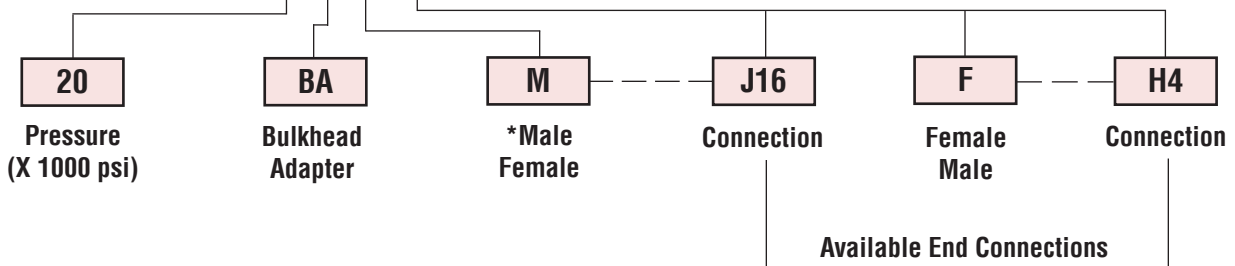 20 BA M J16 F H4
Pressure Bulkhead *Male Connection Female Connection
(X 1000 psi) Adapter Female Male
Available End Connections